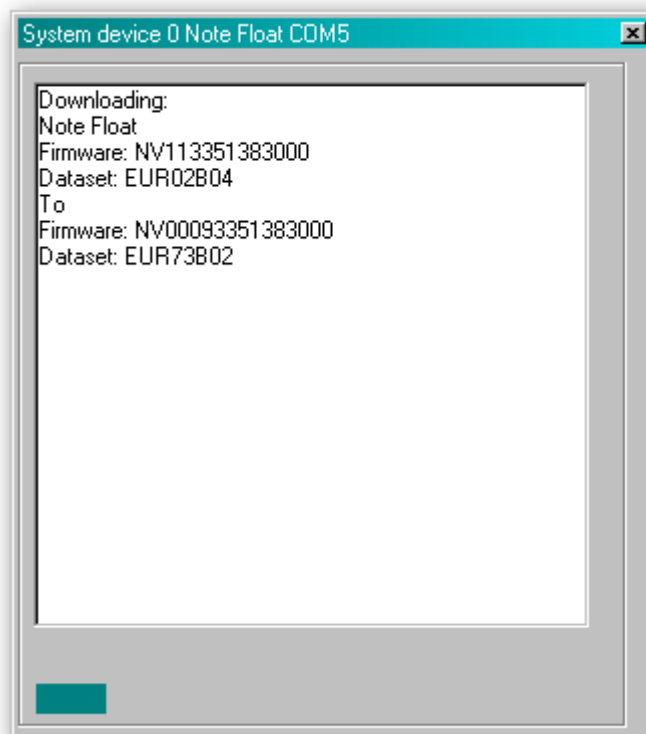 System device 0 Note Float COM5
Downloading:
Note Float
Firmware: NV113351383000
Dataset: EUR02B04
To
Firmware: NV00093351383000
Dataset: EUR73B02